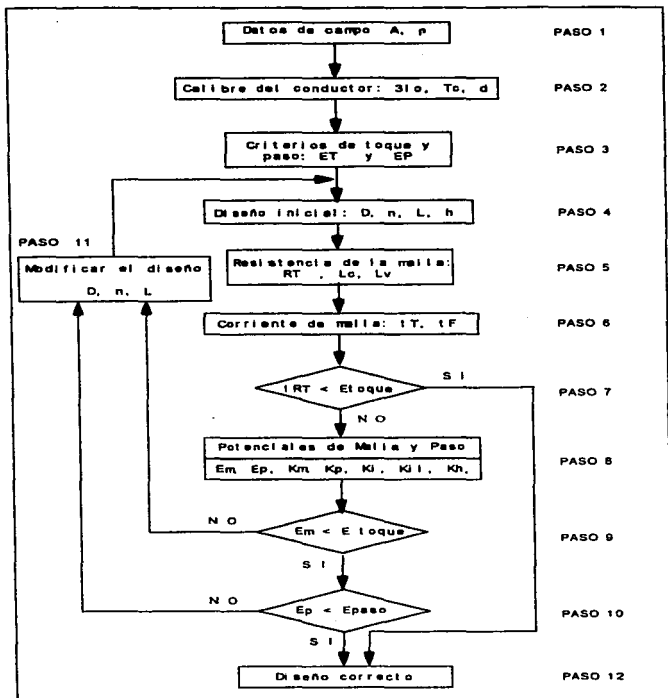 Datos de campo A, p
PASO 1
Calibre del conductor: 3Io, Tc, d
PASO 2
Criterios de toque y
paso: ET y EP
PASO 3
Diseño inicial: D, n, L, h
PASO 4
PASO 11
Modificar el diseño
D, n, L
Resistencia de la malla:
RT , Lc, Lv
PASO 5
Corriente de malla: tT, tF
PASO 6
IRT < Etoque
SI
PASO 7
NO
Potenciales de Malla y Paso
Em Ep, Km, Kp, Ki, Kii, Kh,
PASO 8
NO
Em < E toque
PASO 9
SI
NO
Ep < Epaso
PASO 10
SI
Diseño correcto
PASO 12